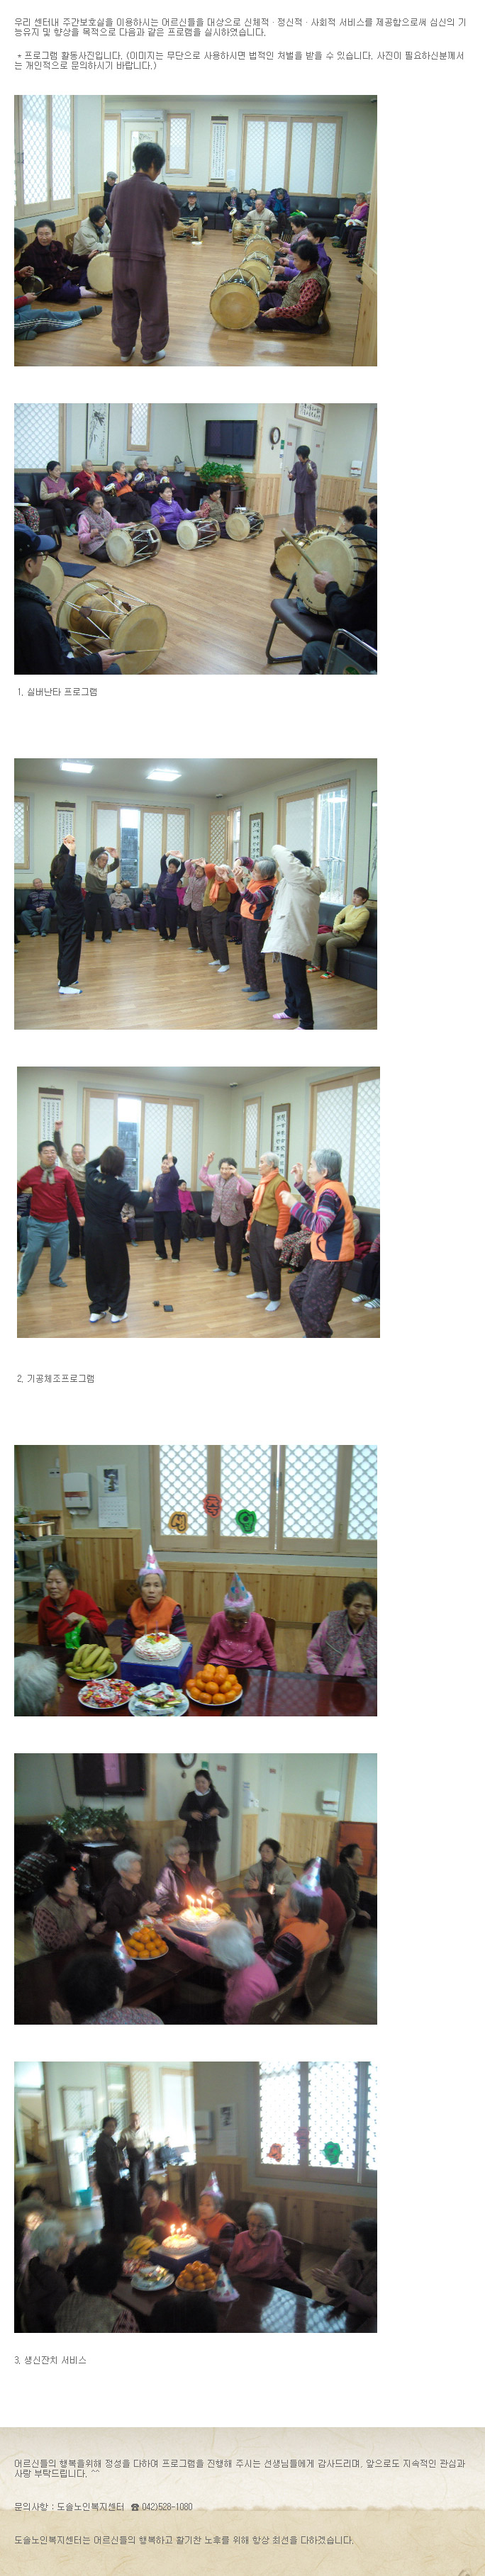 우리 센터내 주간보호실을 이용하시는 어르신들을 대상으로 신체적 · 정신적 · 사회적 서비스를 제공함으로써 심신의 기
능유지 및 향상을 목적으로 다음과 같은 프로렘을 실시하였습니다.
* 프로그램 활동사진입니다. (이미지는 무단으로 사용하시면 법적인 처벌을 받을 수 있습니다. 사진이 필요하신분께서
는 개인적으로 문의하시기 바랍니다.)
1. 실버난타 프로그램
2. 기공체조프로그램
3. 생신잔치 서비스
어르신들의 행복을위해 정성을 다하여 프로그램을 진행해 주시는 선생님들에게 감사드리며, 앞으로도 지속적인 관심과
사랑 부탁드립니다. ^^
문의사항 : 도솔노인복지센터 ☎ 042)528-1080
도솔노인복지센터는 어르신들의 행복하고 활기찬 노후를 위해 항상 최선을 다하겠습니다.